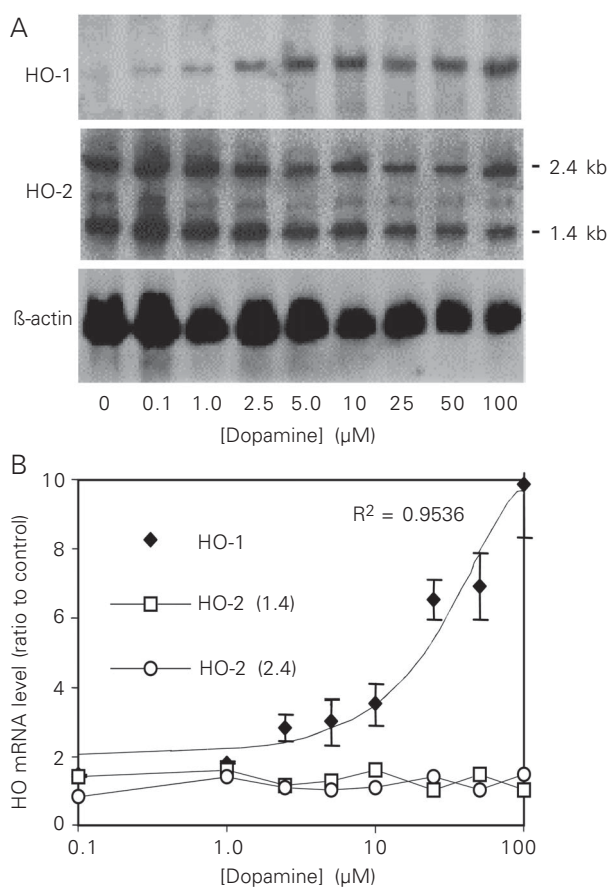 A
HO-1
HO-2
- 2.4 kb
- 1.4 kb
ß-actin
0 0.1 1.0 2.5 5.0 10 25 50 100
[Dopamine] (µM)
B
HO mRNA level (ratio to control)
10
8
6
4
2
0
R² = 0.9536
HO-1
HO-2 (1.4)
HO-2 (2.4)
0.1 1.0 10 100
[Dopamine] (µM)